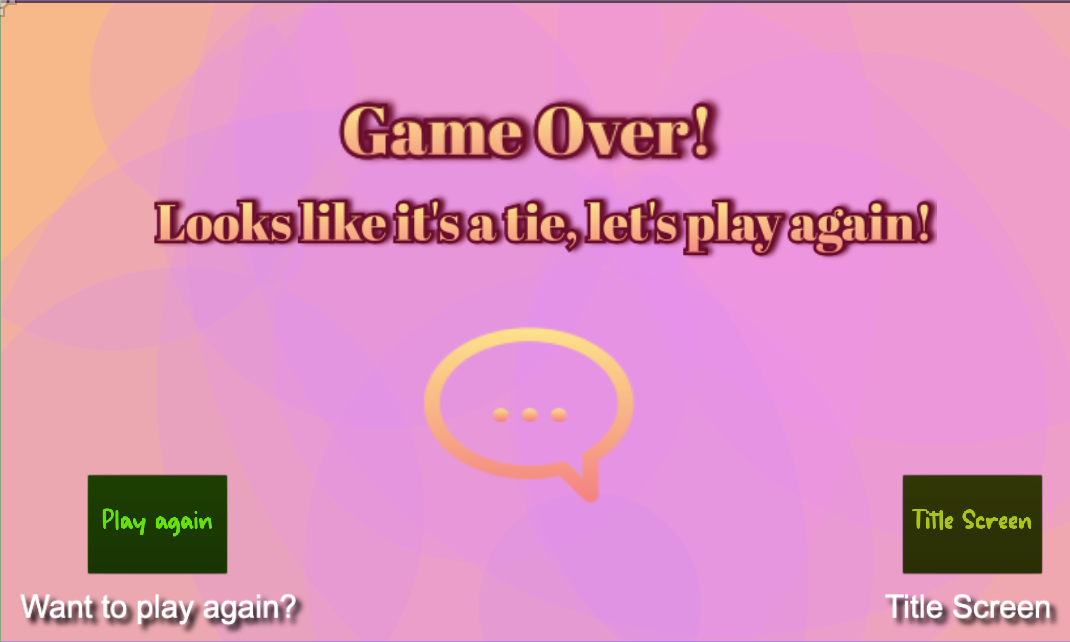 Game Over!
Looks like it's a tie, let's play again!
...
Play again
Title Screen
Want to play again?
Title Screen